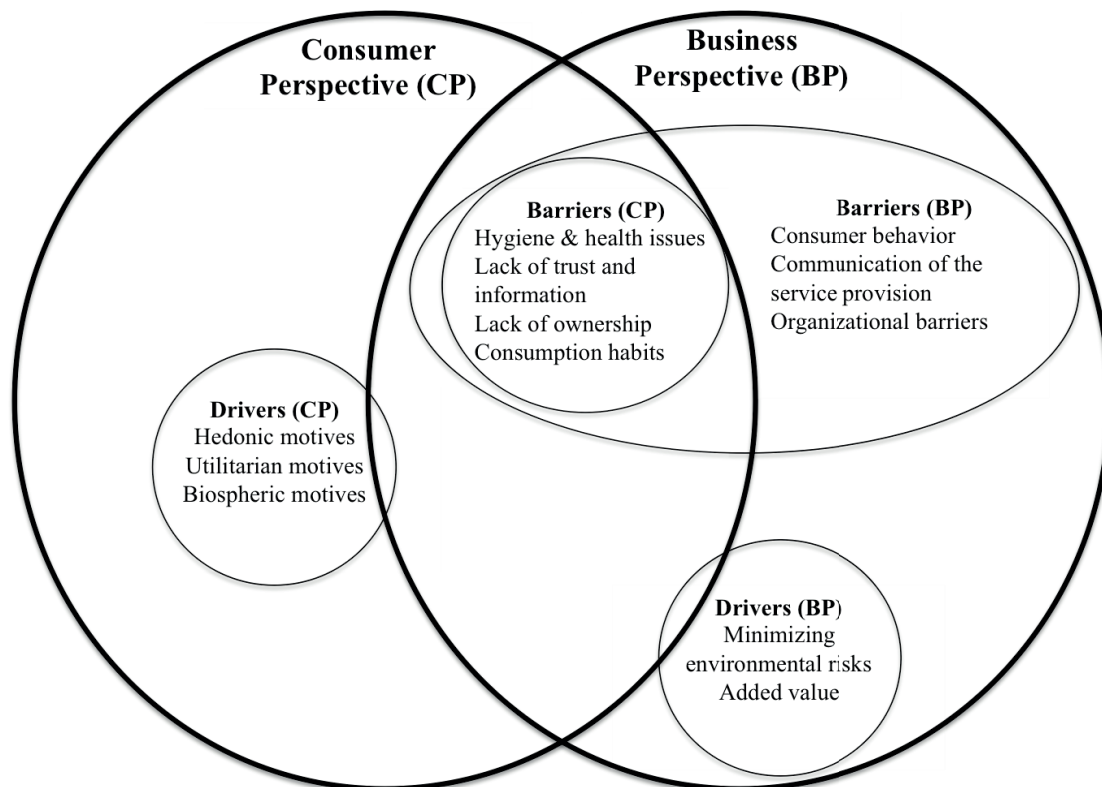 Consumer
Perspective (CP)
Business
Perspective (BP)
Barriers (CP)
Hygiene & health issues
Lack of trust and
information
Lack of ownership
Consumption habits
Barriers (BP)
Consumer behavior
Communication of the
service provision
Organizational barriers
Drivers (CP)
Hedonic motives
Utilitarian motives
Biospheric motives
Drivers (BP)
Minimizing
environmental risks
Added value